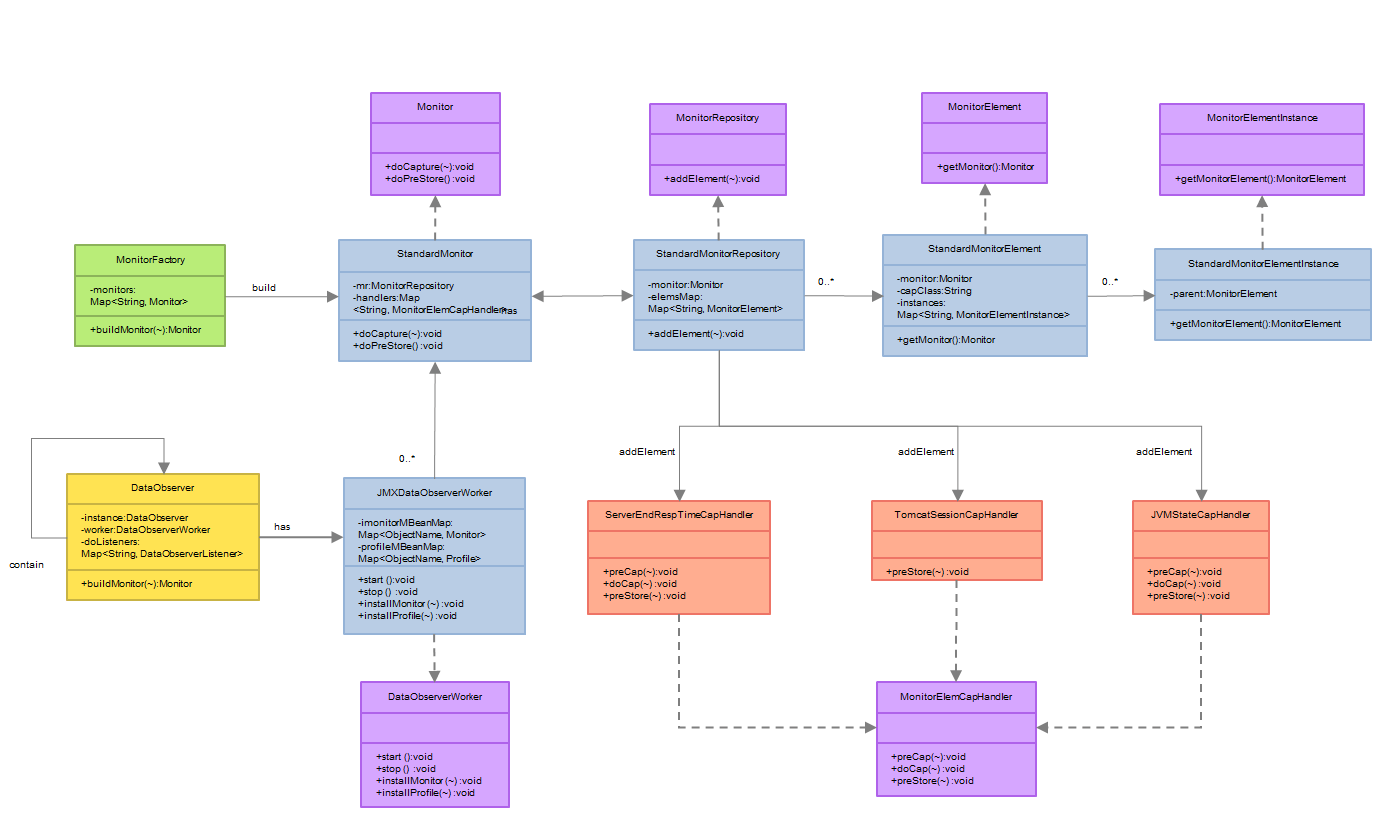 Monitor
+doCapture(~):void
+doPreStore() :void
MonitorRepository
+addElement(~):void
MonitorElement
+getMonitor():Monitor
MonitorElementInstance
+getMonitorElement():MonitorElement
MonitorFactory
-monitors:
Map<String, Monitor>
+buildMonitor(~):Monitor
build
StandardMonitor
-mr:MonitorRepository
-handlers:Map
<String, MonitorElemCapHandler>
has
+doCapture(~):void
+doPreStore() :void
StandardMonitorRepository
-monitor:Monitor
-elemsMap:
Map<String, MonitorElement>
+addElement(~):void
0..*
StandardMonitorElement
-monitor:Monitor
-capClass:String
-instances:
Map<String, MonitorElementInstance>
+getMonitor():Monitor
0..*
StandardMonitorElementInstance
-parent:MonitorElement
+getMonitorElement():MonitorElement
0..*
addElement
addElement
addElement
DataObserver
-instance:DataObserver
-worker:DataObserverWorker
-doListeners:
Map<String, DataObserverListener>
+buildMonitor(~):Monitor
contain
has
JMXDataObserverWorker
-imonitorMBeanMap:
Map<ObjectName, Monitor>
-profileMBeanMap:
Map<ObjectName, Profile>
+start ():void
+stop () :void
+installMonitor(~) :void
+installProfile(~) :void
ServerEndRespTimeCapHandler
+preCap(~):void
+doCap(~) :void
+preStore(~) :void
TomcatSessionCapHandler
+preStore(~) :void
JVMStateCapHandler
+preCap(~):void
+doCap(~) :void
+preStore(~) :void
DataObserverWorker
+start ():void
+stop () :void
+installMonitor(~) :void
+installProfile(~) :void
MonitorElemCapHandler
+preCap(~):void
+doCap(~) :void
+preStore(~) :void